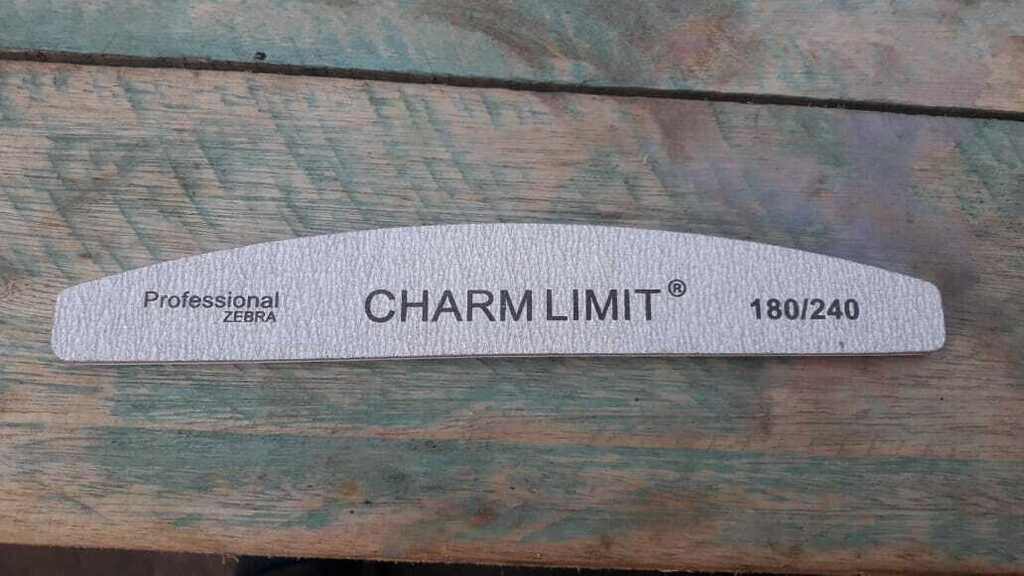 Professional
ZEBRA
CHARM LIMIT®
180/240